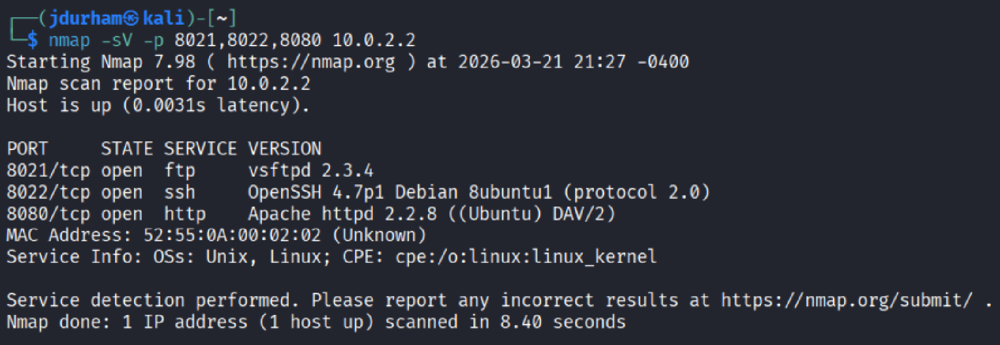 ┌──(jdurham㉿kali)-[~]
└─$ nmap -sV -p 8021,8022,8080 10.0.2.2
Starting Nmap 7.98 ( https://nmap.org ) at 2026-03-21 21:27 -0400
Nmap scan report for 10.0.2.2
Host is up (0.0031s latency).

PORT     STATE SERVICE VERSION
8021/tcp open  ftp     vsftpd 2.3.4
8022/tcp open  ssh     OpenSSH 4.7p1 Debian 8ubuntu1 (protocol 2.0)
8080/tcp open  http    Apache httpd 2.2.8 ((Ubuntu) DAV/2)
MAC Address: 52:55:0A:00:02:02 (Unknown)
Service Info: OSs: Unix, Linux; CPE: cpe:/o:linux:linux_kernel

Service detection performed. Please report any incorrect results at https://nmap.org/submit/ .
Nmap done: 1 IP address (1 host up) scanned in 8.40 seconds